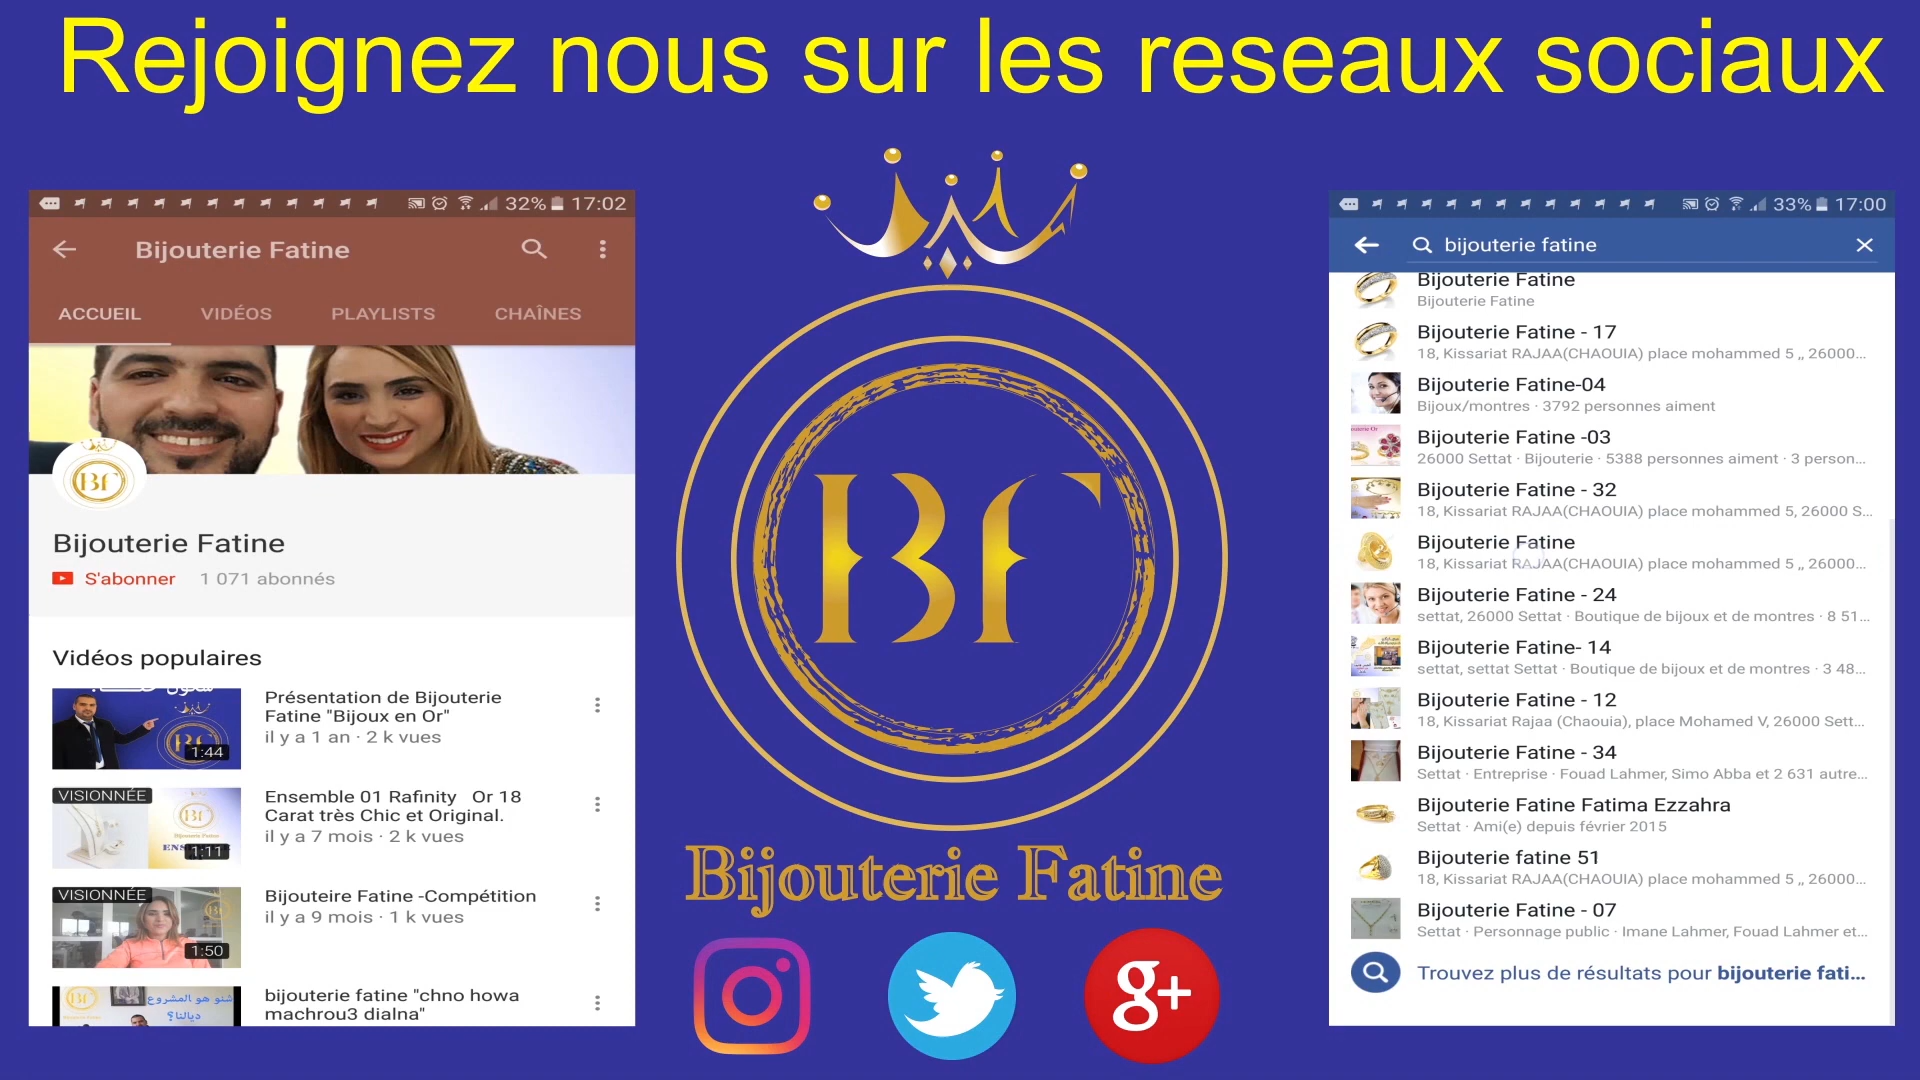 Rejoignez nous sur les reseaux sociaux
32% 17:02
Bijouterie Fatine
ACCUEIL VIDÉOS PLAYLISTS CHAÎNES
BF
Bijouterie Fatine
S'abonner 1 071 abonnés
Vidéos populaires
1:44
Présentation de Bijouterie
Fatine "Bijoux en Or"
il y a 1 an · 2 k vues
VISIONNÉE
BF
Bijouterie Fatine
1:11
Ensemble 01 Rafinity Or 18
Carat très Chic et Original.
il y a 7 mois · 2 k vues
VISIONNÉE
1:50
Bijouteire Fatine -Compétition
il y a 9 mois · 1 k vues
شنو هو المشروع
ديالنا؟
bijouterie fatine "chno howa
machrou3 dialna"
BF
Bijouterie Fatine
g+
33% 17:00
bijouterie fatine
Bijouterie Fatine
Bijouterie Fatine
Bijouterie Fatine - 17
18, Kissariat RAJAA(CHAOUIA) place mohammed 5 ,, 26000...
Bijouterie Fatine-04
Bijoux/montres · 3792 personnes aiment
Bijouterie Fatine -03
26000 Settat · Bijouterie · 5388 personnes aiment · 3 person...
Bijouterie Fatine - 32
18, Kissariat RAJAA(CHAOUIA) place mohammed 5, 26000 S...
Bijouterie Fatine
18, Kissariat RAJAA(CHAOUIA) place mohammed 5 ,, 26000...
Bijouterie Fatine - 24
settat, 26000 Settat · Boutique de bijoux et de montres · 8 51...
Bijouterie Fatine- 14
settat, settat Settat · Boutique de bijoux et de montres · 3 48...
Bijouterie Fatine - 12
18, Kissariat Rajaa (Chaouia), place Mohamed V, 26000 Sett...
Bijouterie Fatine - 34
Settat · Entreprise · Fouad Lahmer, Simo Abba et 2 631 autre...
Bijouterie Fatine Fatima Ezzahra
Settat · Ami(e) depuis février 2015
Bijouterie fatine 51
18, Kissariat RAJAA(CHAOUIA) place mohammed 5 ,, 26000...
Bijouterie Fatine - 07
Settat · Personnage public · Imane Lahmer, Fouad Lahmer et...
Trouvez plus de résultats pour bijouterie fati...